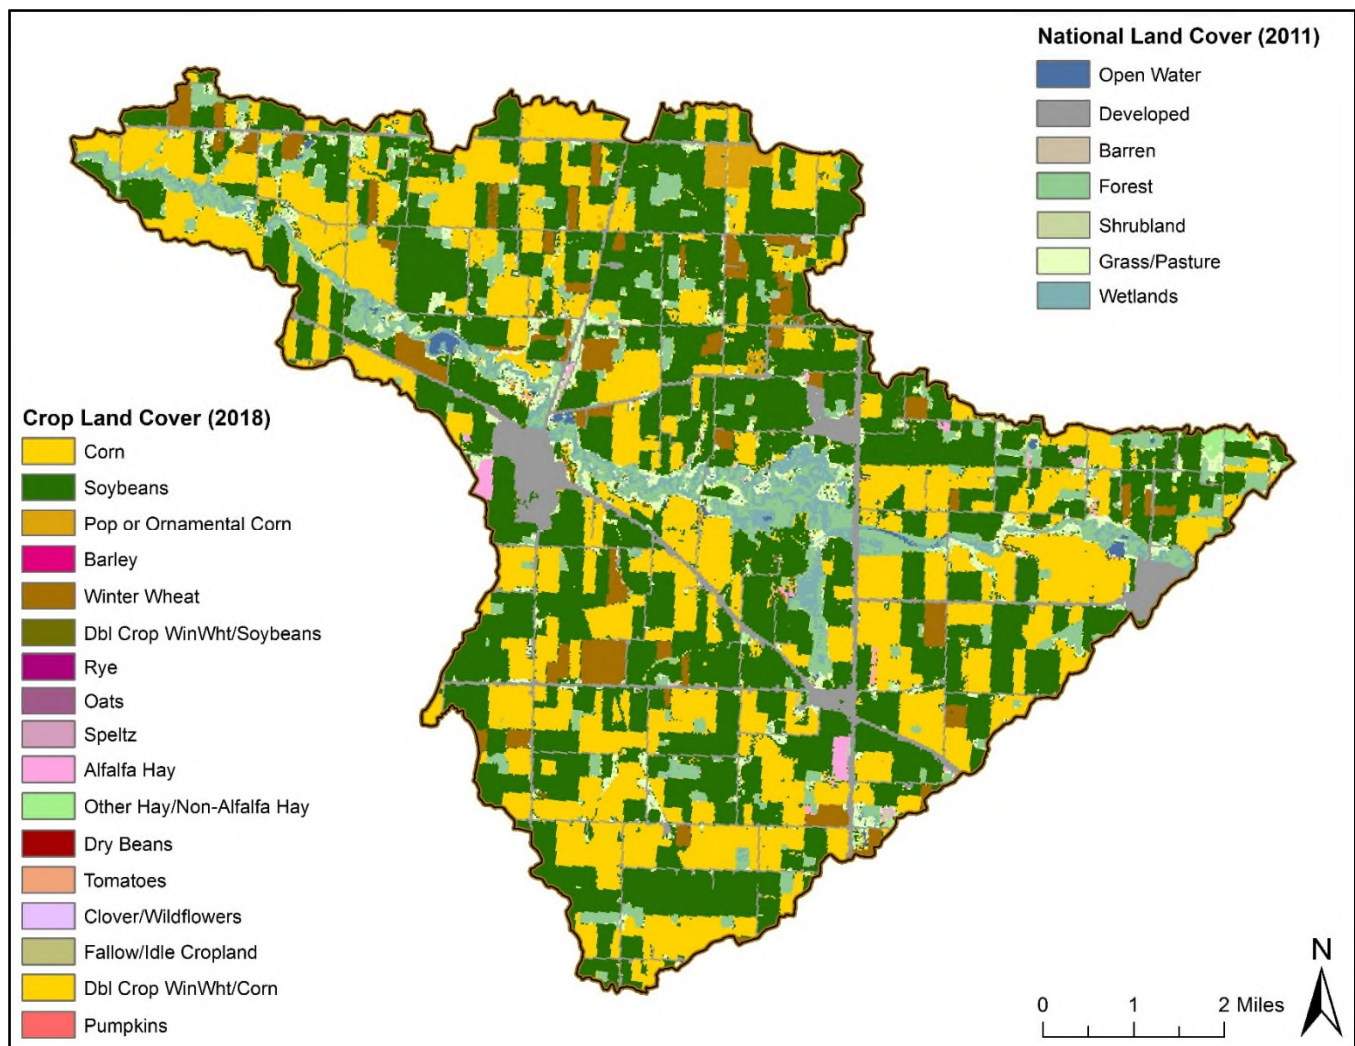 National Land Cover (2011)
Open Water
Developed
Barren
Forest
Shrubland
Grass/Pasture
Wetlands
Crop Land Cover (2018)
Corn
Soybeans
Pop or Ornamental Corn
Barley
Winter Wheat
Dbl Crop WinWht/Soybeans
Rye
Oats
Speltz
Alfalfa Hay
Other Hay/Non-Alfalfa Hay
Dry Beans
Tomatoes
Clover/Wildflowers
Fallow/Idle Cropland
Dbl Crop WinWht/Corn
Pumpkins
N
0 1 2 Miles